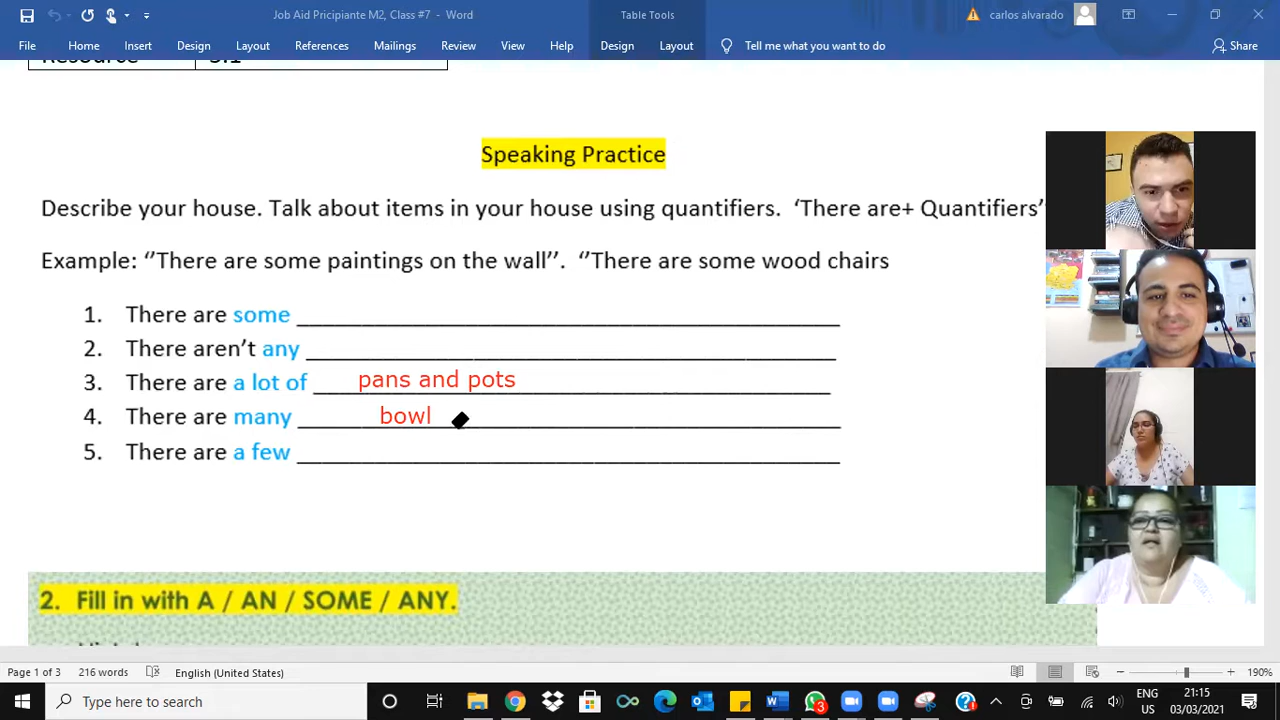 Job Aid Pricipiante M2, Class #7 - Word
Table Tools
carlos alvarado
File Home Insert Design Layout References Mailings Review View Help Design Layout Tell me what you want to do Share
Resource
Speaking Practice
Describe your house. Talk about items in your house using quantifiers. ‘There are+ Quantifiers’
Example: ‘’There are some paintings on the wall’’. ‘’There are some wood chairs
1. There are some ____
2. There aren’t any ____
3. There are a lot of pans and pots
4. There are many bowl
5. There are a few ____
2. Fill in with A / AN / SOME / ANY.
Page 1 of 3 216 words English (United States) 190%
Type here to search
3
ENG
US
21:15
03/03/2021